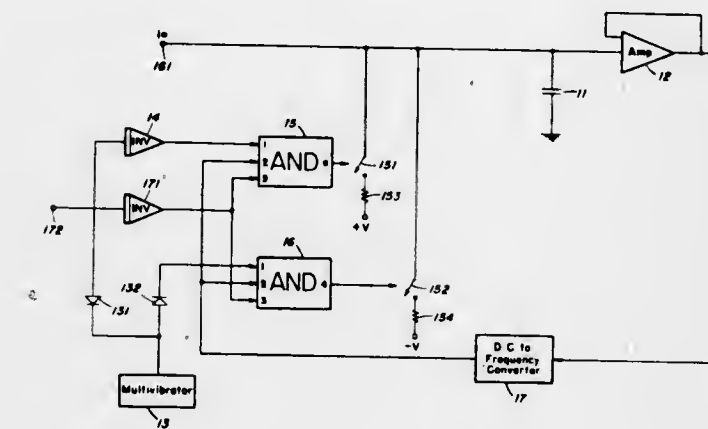 io
161
Amp
12
11
14
INV
15
1
2
3
AND
151
153
+V
171
INV
172
16
1
2
3
AND
4
152
154
-V
131
132
D.C to
Frequency
Converter
17
Multivibrator
13